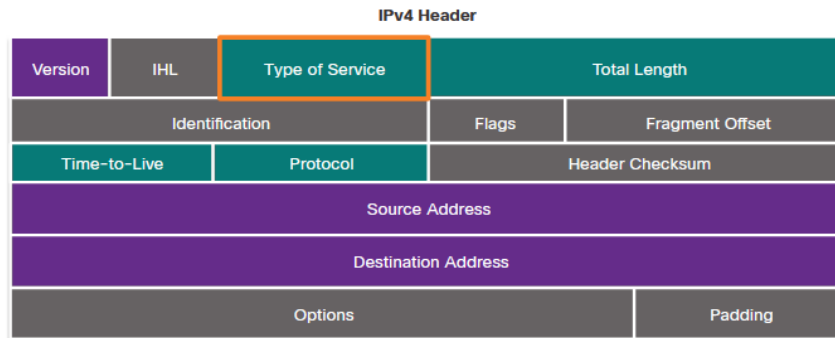 IPv4 Header
Version IHL Type of Service Total Length
Identification Flags Fragment Offset
Time-to-Live Protocol Header Checksum
Source Address
Destination Address
Options Padding